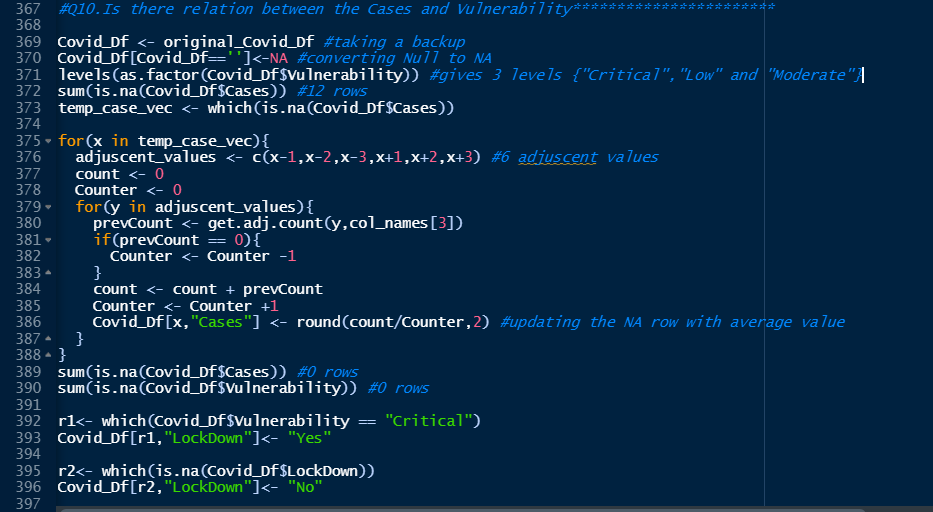 367 #Q10.Is there relation between the Cases and Vulnerability***********************
368
369 Covid_Df <- original_Covid_Df #taking a backup
370 Covid_Df[Covid_Df=='']<-NA #converting Null to NA
371 levels(as.factor(Covid_Df$Vulnerability)) #gives 3 levels {"Critical","Low" and "Moderate"}
372 sum(is.na(Covid_Df$Cases)) #12 rows
373 temp_case_vec <- which(is.na(Covid_Df$Cases))
374
375 for(x in temp_case_vec){
376   adjuscent_values <- c(x-1,x-2,x-3,x+1,x+2,x+3) #6 adjuscent values
377   count <- 0
378   Counter <- 0
379   for(y in adjuscent_values){
380     prevCount <- get.adj.count(y,col_names[3])
381     if(prevCount == 0){
382       Counter <- Counter -1
383     }
384     count <- count + prevCount
385     Counter <- Counter +1
386     Covid_Df[x,"Cases"] <- round(count/Counter,2) #updating the NA row with average value
387   }
388 }
389 sum(is.na(Covid_Df$Cases)) #0 rows
390 sum(is.na(Covid_Df$Vulnerability)) #0 rows
391
392 r1<- which(Covid_Df$Vulnerability == "Critical")
393 Covid_Df[r1,"LockDown"]<- "Yes"
394
395 r2<- which(is.na(Covid_Df$LockDown))
396 Covid_Df[r2,"LockDown"]<- "No"
397